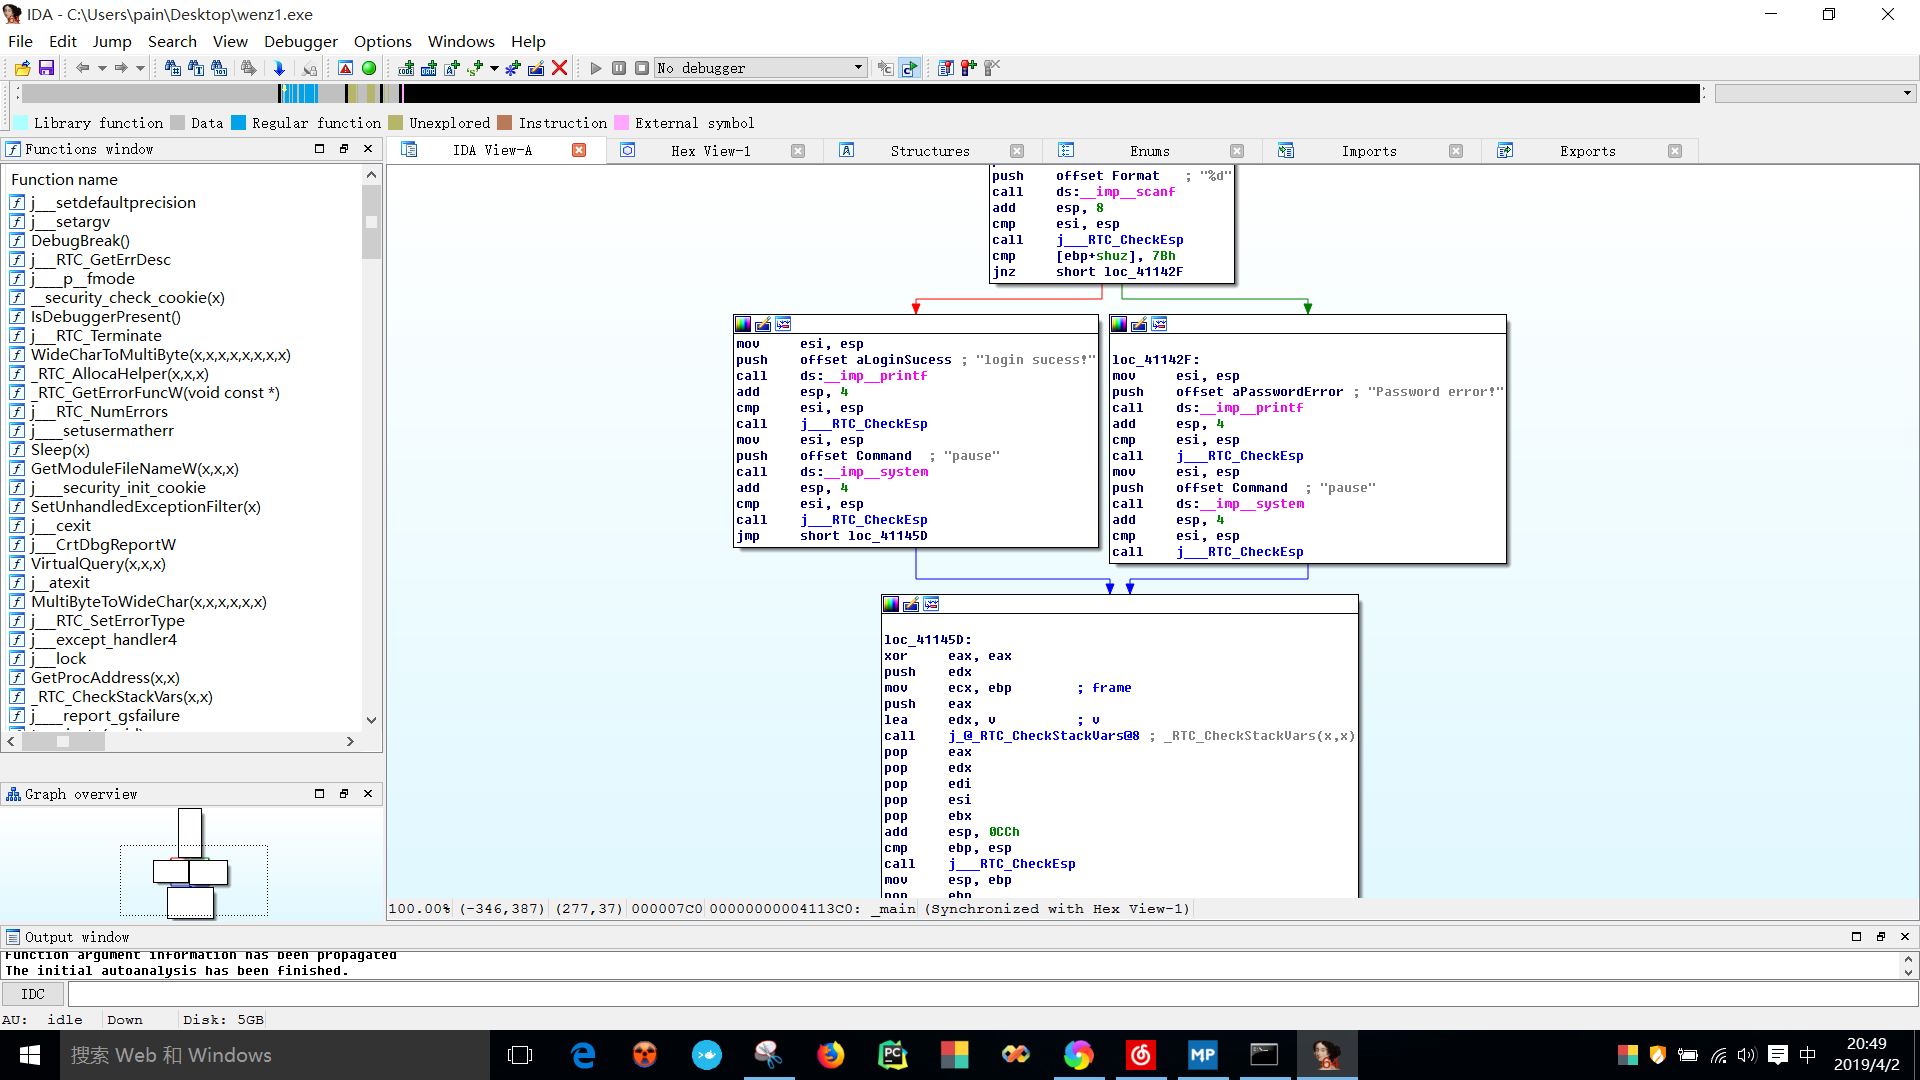 IDA - C:\Users\pain\Desktop\wenz1.exe
File Edit Jump Search View Debugger Options Windows Help
No debugger
Library function Data Regular function Unexplored Instruction External symbol
Functions window
IDA View-A Hex View-1 Structures Enums Imports Exports
Function name
j___setdefaultprecision
j___setargv
DebugBreak()
j___RTC_GetErrDesc
j____p__fmode
__security_check_cookie(x)
IsDebuggerPresent()
j___RTC_Terminate
WideCharToMultiByte(x,x,x,x,x,x,x,x)
_RTC_AllocaHelper(x,x,x)
_RTC_GetErrorFuncW(void const *)
j___RTC_NumErrors
j____setusermatherr
Sleep(x)
GetModuleFileNameW(x,x,x)
j____security_init_cookie
SetUnhandledExceptionFilter(x)
j__cexit
j__CrtDbgReportW
VirtualQuery(x,x,x)
j_atexit
MultiByteToWideChar(x,x,x,x,x,x)
j___RTC_SetErrorType
j___except_handler4
j__lock
GetProcAddress(x,x)
_RTC_CheckStackVars(x,x)
j____report_gsfailure
push offset Format ; "%d"
call ds:__imp__scanf
add esp, 8
cmp esi, esp
call j___RTC_CheckEsp
cmp [ebp+shuz], 7Bh
jnz short loc_41142F
mov esi, esp
push offset aLoginSucess ; "login sucess!"
call ds:__imp__printf
add esp, 4
cmp esi, esp
call j___RTC_CheckEsp
mov esi, esp
push offset Command ; "pause"
call ds:__imp__system
add esp, 4
cmp esi, esp
call j___RTC_CheckEsp
jmp short loc_41145D
loc_41142F:
mov esi, esp
push offset aPasswordError ; "Password error!"
call ds:__imp__printf
add esp, 4
cmp esi, esp
call j___RTC_CheckEsp
mov esi, esp
push offset Command ; "pause"
call ds:__imp__system
add esp, 4
cmp esi, esp
call j___RTC_CheckEsp
loc_41145D:
xor eax, eax
push edx
mov ecx, ebp ; frame
push eax
lea edx, v ; v
call j_@_RTC_CheckStackVars@8 ; _RTC_CheckStackVars(x,x)
pop eax
pop edx
pop edi
pop esi
pop ebx
add esp, 0CCh
cmp ebp, esp
call j___RTC_CheckEsp
mov esp, ebp
pop ebp
Graph overview
100.00% (-346,387) (277,37) 000007C0 00000000004113C0: _main (Synchronized with Hex View-1)
Output window
Function argument information has been propagated
The initial autoanalysis has been finished.
IDC
AU: idle Down Disk: 5GB
搜索 Web 和 Windows
中
20:49
2019/4/2